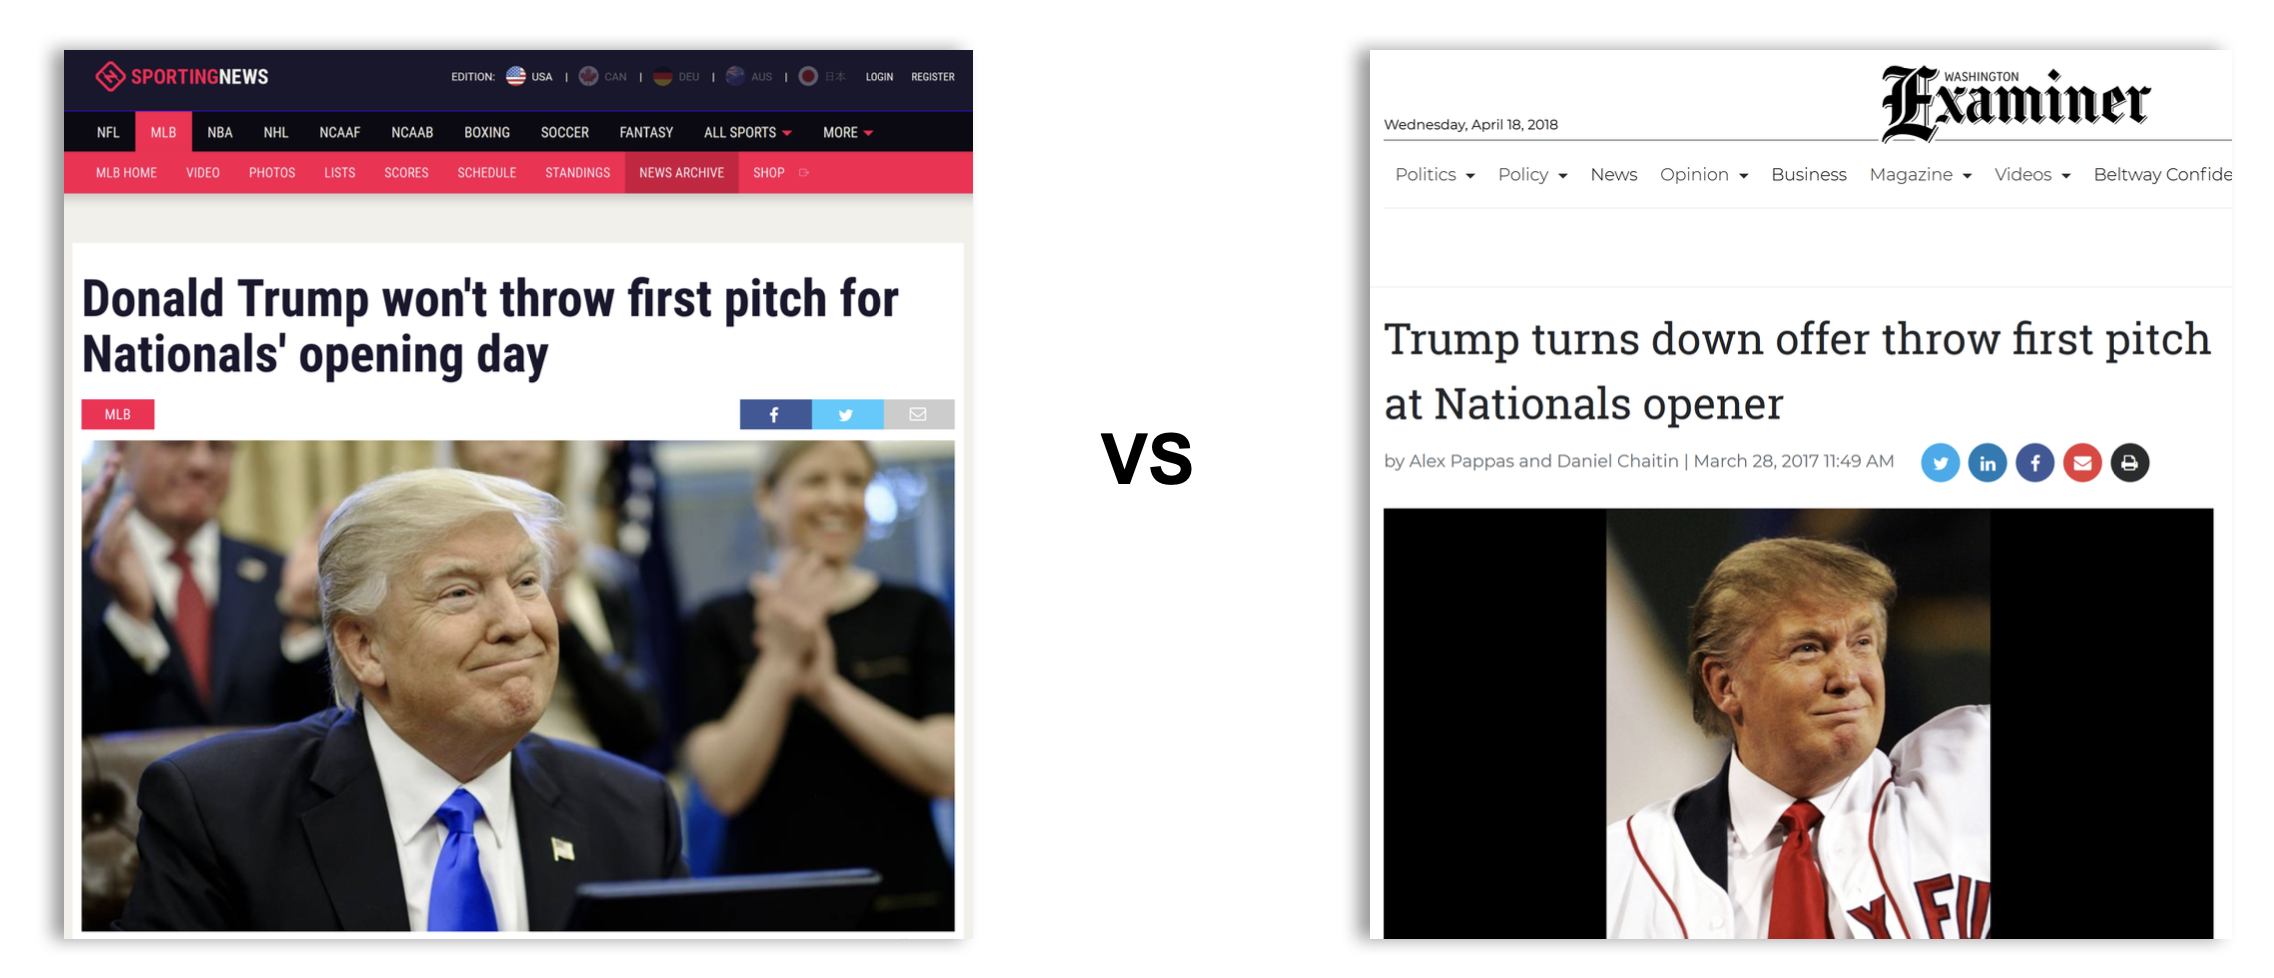 SPORTINGNEWS
EDITION: USA | CAN | DEU | AUS | 日本 LOGIN REGISTER
NFL MLB NBA NHL NCAAF NCAAB BOXING SOCCER FANTASY ALL SPORTS MORE
MLB HOME VIDEO PHOTOS LISTS SCORES SCHEDULE STANDINGS NEWS ARCHIVE SHOP
Donald Trump won't throw first pitch for
Nationals' opening day
MLB
vs
WASHINGTON
Examiner
Wednesday, April 18, 2018
Politics Policy News Opinion Business Magazine Videos Beltway Confide
Trump turns down offer throw first pitch
at Nationals opener
by Alex Pappas and Daniel Chaitin | March 28, 2017 11:49 AM